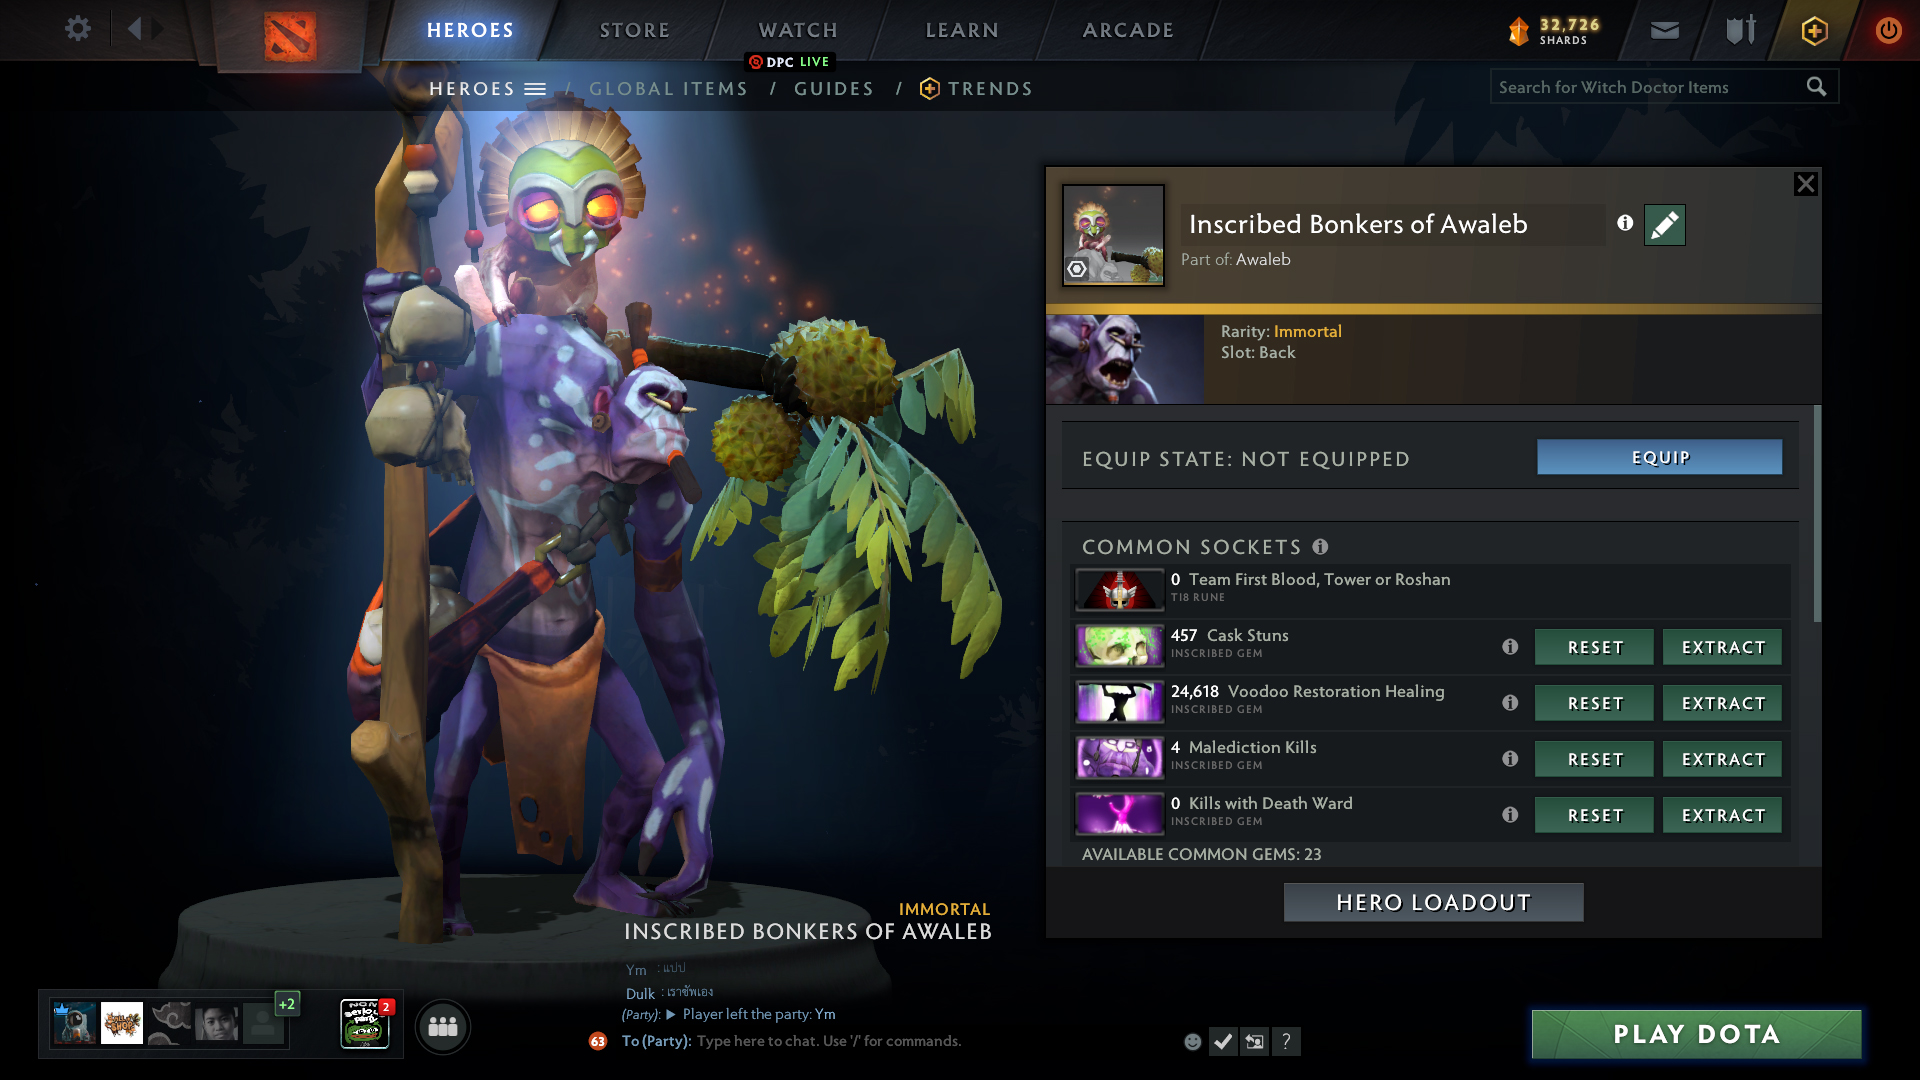 HEROES
STORE
WATCH
LEARN
ARCADE
32,726
SHARDS
DPC LIVE
HEROES / GLOBAL ITEMS / GUIDES / TRENDS
Search for Witch Doctor Items
Inscribed Bonkers of Awaleb
Part of: Awaleb
Rarity: Immortal
Slot: Back
EQUIP STATE: NOT EQUIPPED
EQUIP
COMMON SOCKETS
0 Team First Blood, Tower or Roshan
TI8 RUNE
457 Cask Stuns
INSCRIBED GEM
RESET
EXTRACT
24,618 Voodoo Restoration Healing
INSCRIBED GEM
RESET
EXTRACT
4 Malediction Kills
INSCRIBED GEM
RESET
EXTRACT
0 Kills with Death Ward
INSCRIBED GEM
RESET
EXTRACT
AVAILABLE COMMON GEMS: 23
HERO LOADOUT
IMMORTAL
INSCRIBED BONKERS OF AWALEB
Ym : แปป
Dulk : เราชัพเอง
(Party): Player left the party: Ym
63 To (Party): Type here to chat. Use '/' for commands.
?
+2
2
PLAY DOTA